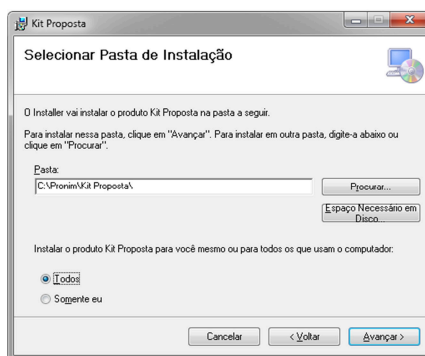 Kit Proposta
Selecionar Pasta de Instalação
O Installer vai instalar o produto Kit Proposta na pasta a seguir.
Para instalar nessa pasta, clique em "Avançar". Para instalar em outra pasta, digite-a abaixo ou
clique em "Procurar".
Pasta:
C:\Pronim\Kit Proposta\
Procurar...
Espaço Necessário em
Disco...
Instalar o produto Kit Proposta para você mesmo ou para todos os que usam o computador:
Todos
Somente eu
Cancelar
< Voltar
Avançar >